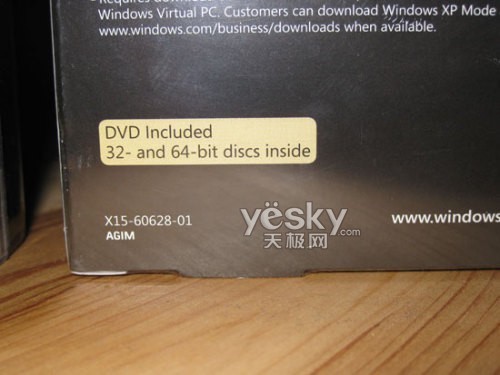 Windows Virtual PC. Customers can download Windows XP Mode
www.windows.com/business/downloads when available.
DVD Included
32- and 64-bit discs inside
X15-60628-01
AGIM
yësky
天极网.com
www.windows